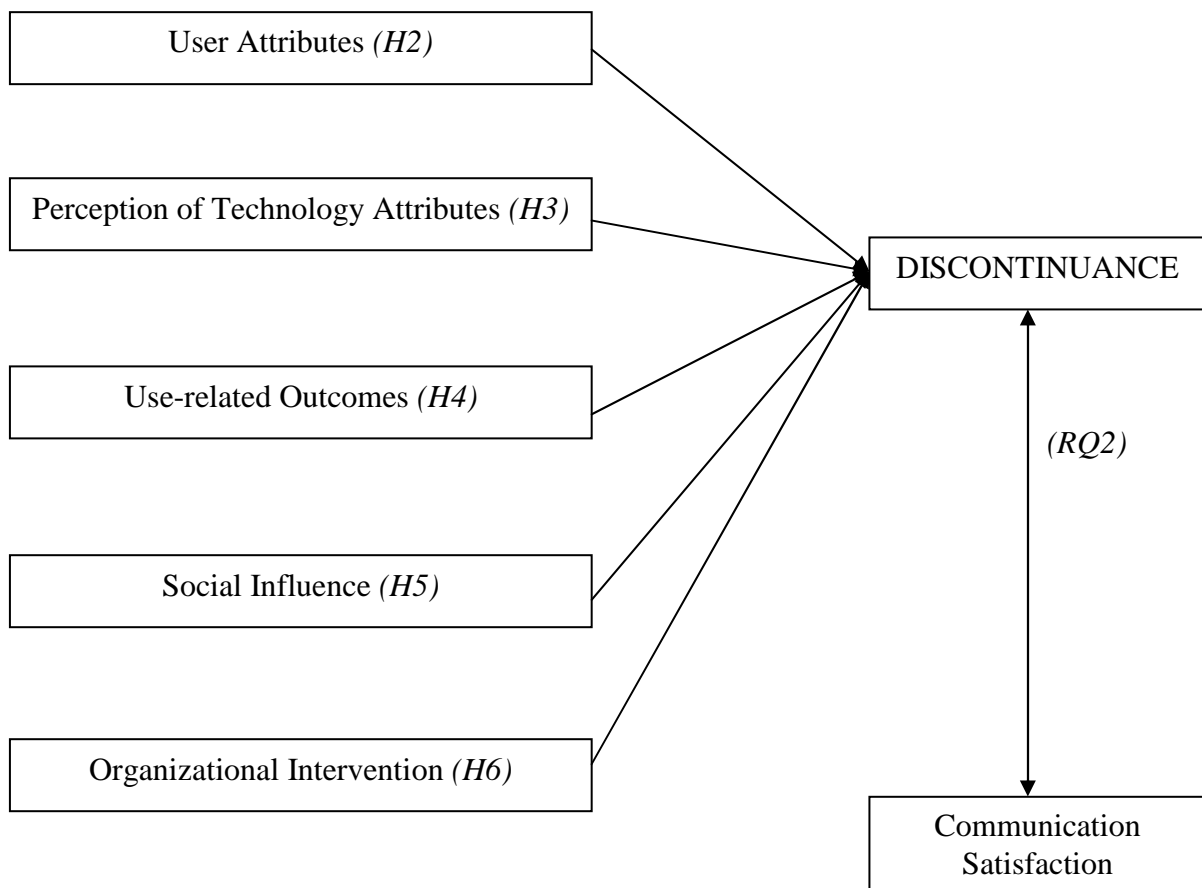 User Attributes (H2)
Perception of Technology Attributes (H3)
DISCONTINUANCE
Use-related Outcomes (H4)
(RQ2)
Social Influence (H5)
Organizational Intervention (H6)
Communication
Satisfaction